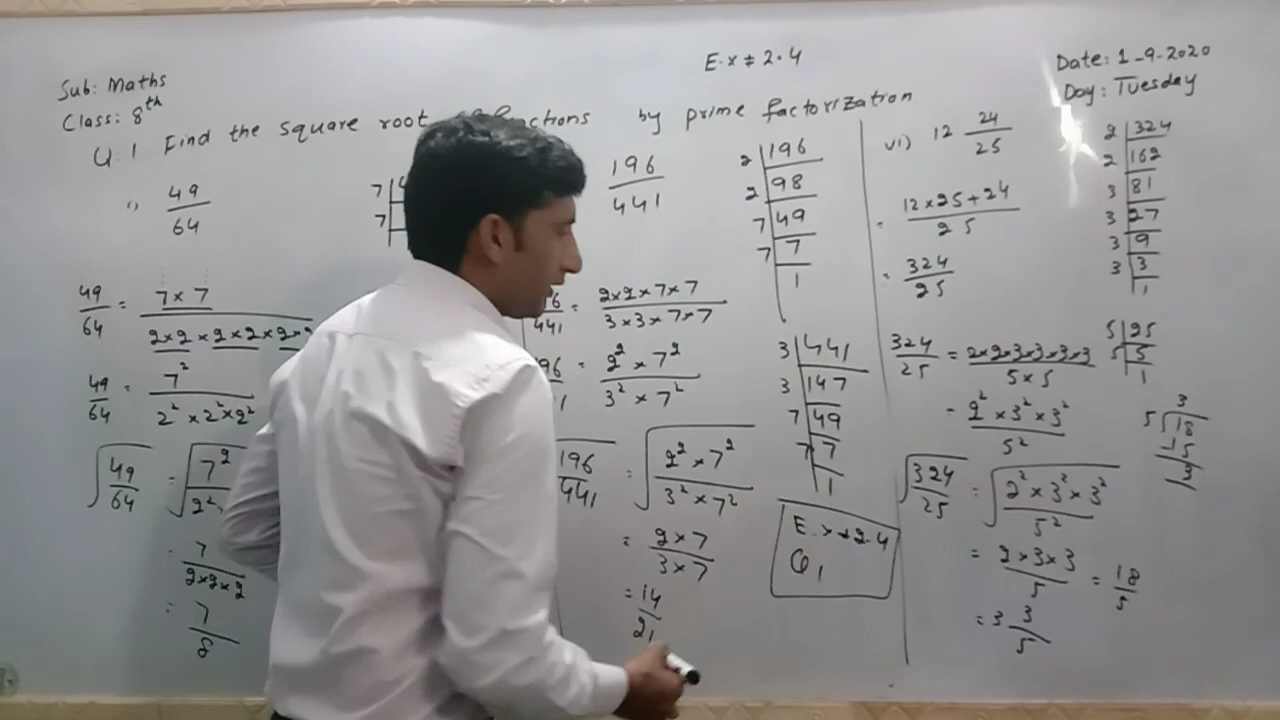 Sub: Maths
Class: 8th
E.x # 2.4
Date: 1-9-2020
Day: Tuesday
Q.1 Find the square root by prime factorization
i) 49/64
49/64 = 7 × 7 / 2×2 × 2×2 × 2×2
49/64 = 7² / 2² × 2² × 2²
√49/64 = √7² / 2²
= 7 / 2×2×2
= 7/8
7
7
196/441
= 2×2×7×7 / 3×3×7×7
= 2² × 7² / 3² × 7²
√196/441 = √2² × 7² / 3² × 7²
= 2×7 / 3×7
= 14/21
2 | 196
2 | 98
7 | 49
7 | 7
1
3 | 441
3 | 147
7 | 49
7 | 7
1
E.x # 2.4
Q1
vi) 12 24/25
= 12×25+24 / 25
= 324/25
324/25 = 2×2×3×3×3×3 / 5×5
= 2² × 3² × 3² / 5²
√324/25 = √2² × 3² × 3² / 5²
= 2×3×3 / 5 = 18/5
= 3 3/5
2 | 324
2 | 162
3 | 81
3 | 27
3 | 9
3 | 3
1
5 | 25
5 | 5
1
3
5 | 18
15
3